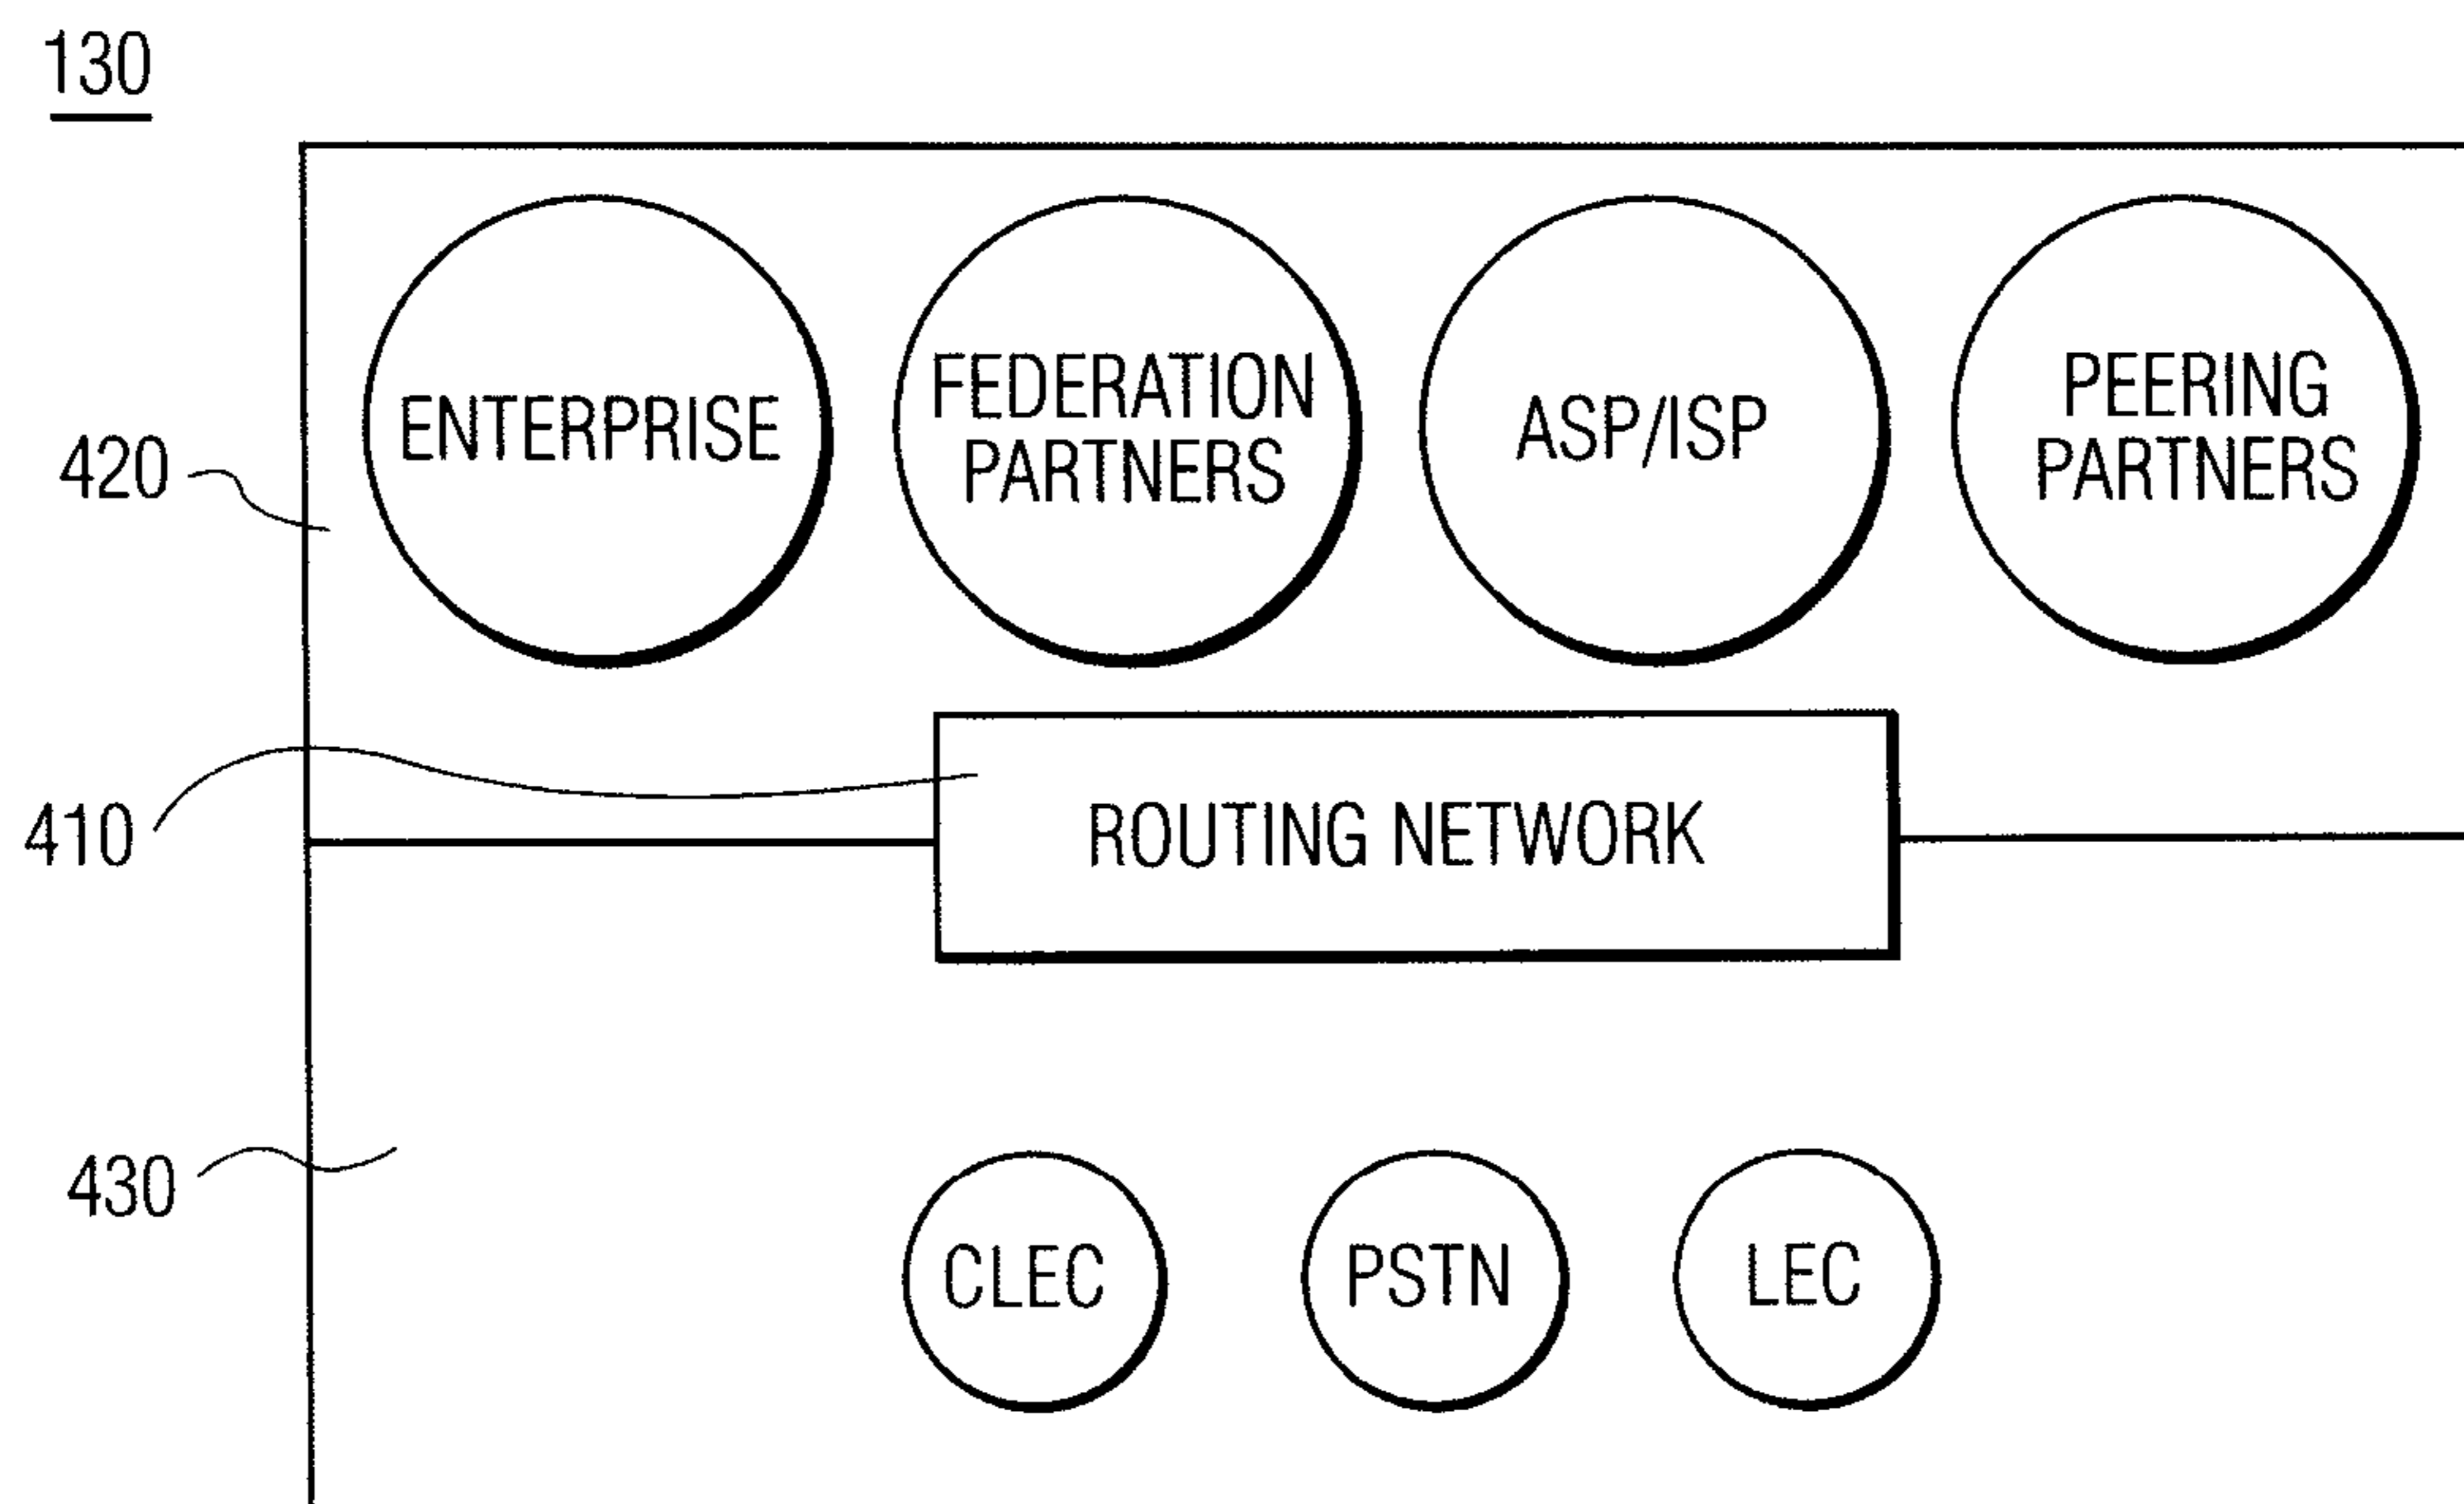 130
ENTERPRISE
FEDERATION
PARTNERS
ASP/ISP
PEERING
PARTNERS
420
410
ROUTING NETWORK
430
CLEC
PSTN
LEC